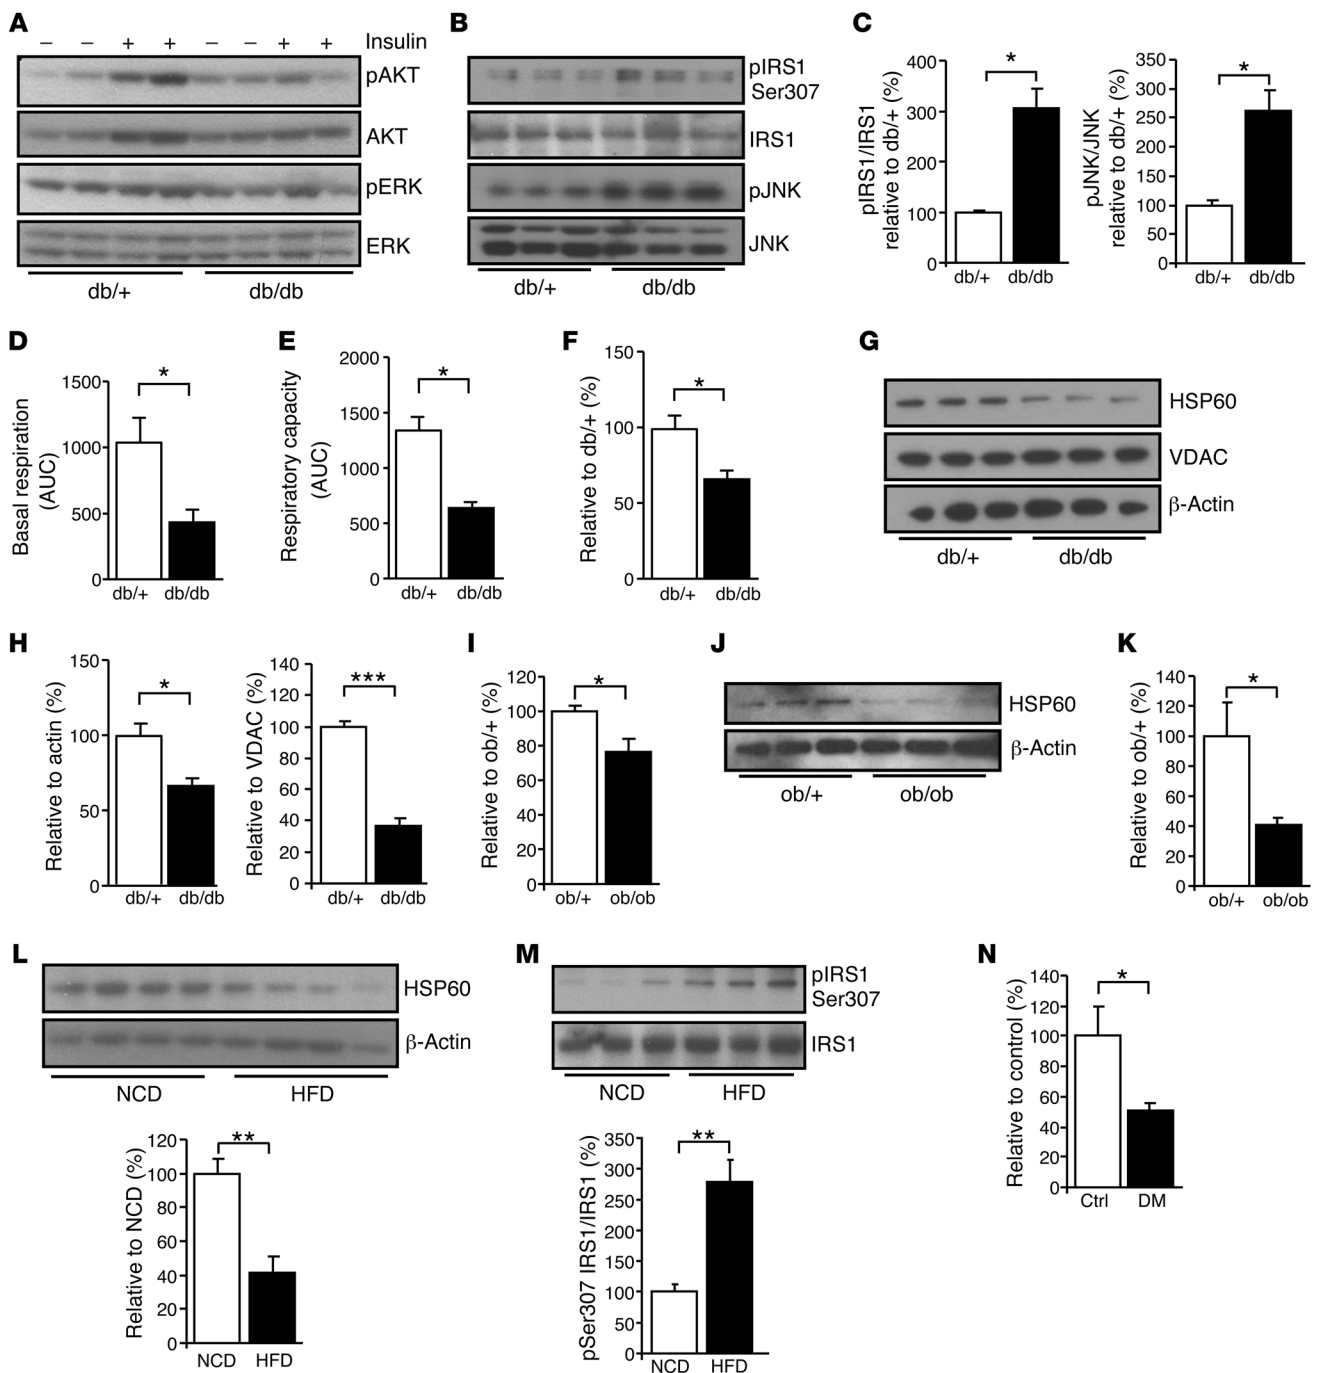 A
− − + + − − + + Insulin
pAKT
AKT
pERK
ERK
db/+ db/db
B
pIRS1
Ser307
IRS1
pJNK
JNK
db/+ db/db
C
pIRS1/IRS1
relative to db/+ (%)
400
300
200
100
0
*
db/+ db/db
pJNK/JNK
relative to db/+ (%)
350
300
250
200
150
100
50
0
*
db/+ db/db
D
Basal respiration
(AUC)
1500
1000
500
0
*
db/+ db/db
E
Respiratory capacity
(AUC)
2000
1500
1000
500
0
*
db/+ db/db
F
Relative to db/+ (%)
150
100
50
0
*
db/+ db/db
G
HSP60
VDAC
β-Actin
db/+ db/db
H
Relative to actin (%)
150
100
50
0
*
db/+ db/db
Relative to VDAC (%)
140
120
100
80
60
40
20
0
***
db/+ db/db
I
Relative to ob/+ (%)
120
100
80
60
40
20
0
*
ob/+ ob/ob
J
HSP60
β-Actin
ob/+ ob/ob
K
Relative to ob/+ (%)
140
120
100
80
60
40
20
0
*
ob/+ ob/ob
L
HSP60
β-Actin
NCD HFD
Relative to NCD (%)
120
100
80
60
40
20
0
**
NCD HFD
M
pIRS1
Ser307
IRS1
NCD HFD
pSer307 IRS1/IRS1 (%)
350
300
250
200
150
100
50
0
**
NCD HFD
N
Relative to control (%)
140
120
100
80
60
40
20
0
*
Ctrl DM